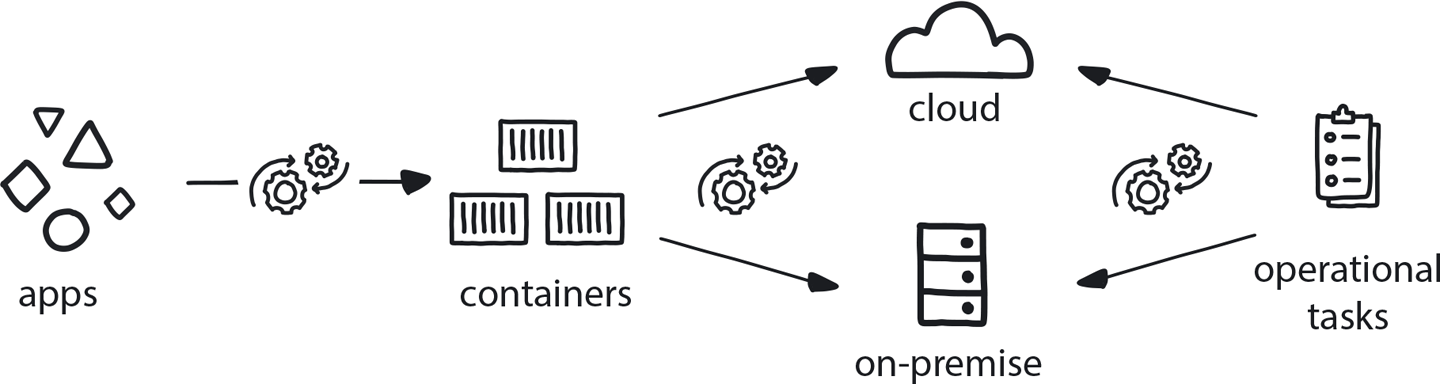 cloud
apps
containers
operational
tasks
on-premise